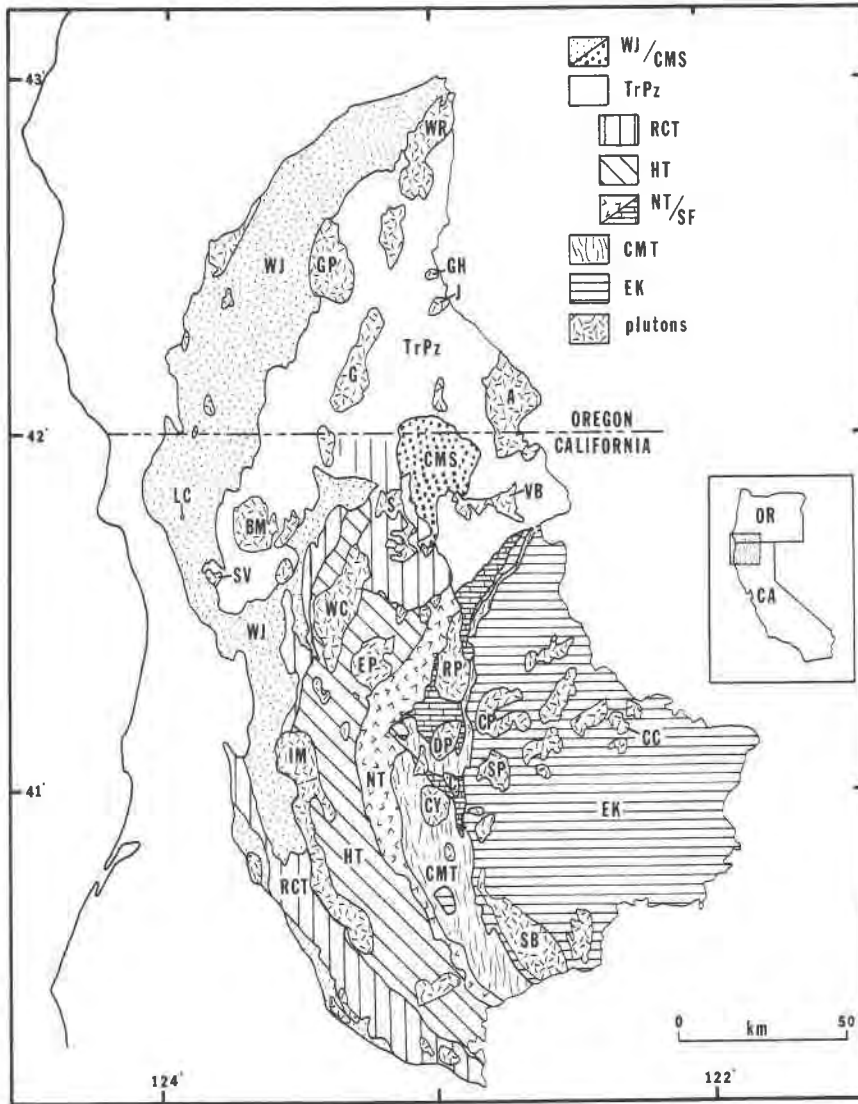 43'
WJ/CMS
TrPz
RCT
HT
NT/SF
CMT
EK
plutons
WR
WJ
GP
GH
J
TrPz
G
A
42'
OREGON
CALIFORNIA
CMS
LC
S
VB
BM
SV
OR
WC
CA
WJ
EP
RP
CP
CC
DP
IM
SP
41'
NT
L
CY
EK
HT
CMT
RCT
SB
0 50
km
124'
122'